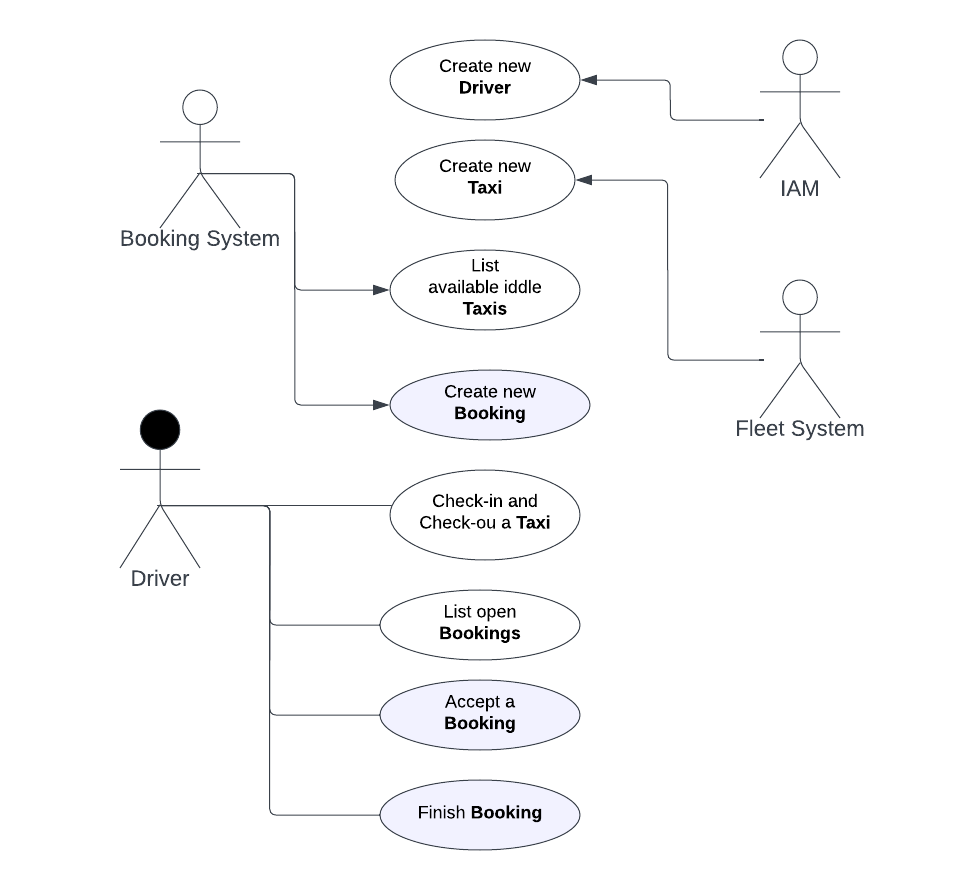 Create new
Driver
IAM
Create new
Taxi
Booking System
List
available iddle
Taxis
Create new
Booking
Fleet System
Check-in and
Check-ou a Taxi
Driver
List open
Bookings
Accept a
Booking
Finish Booking